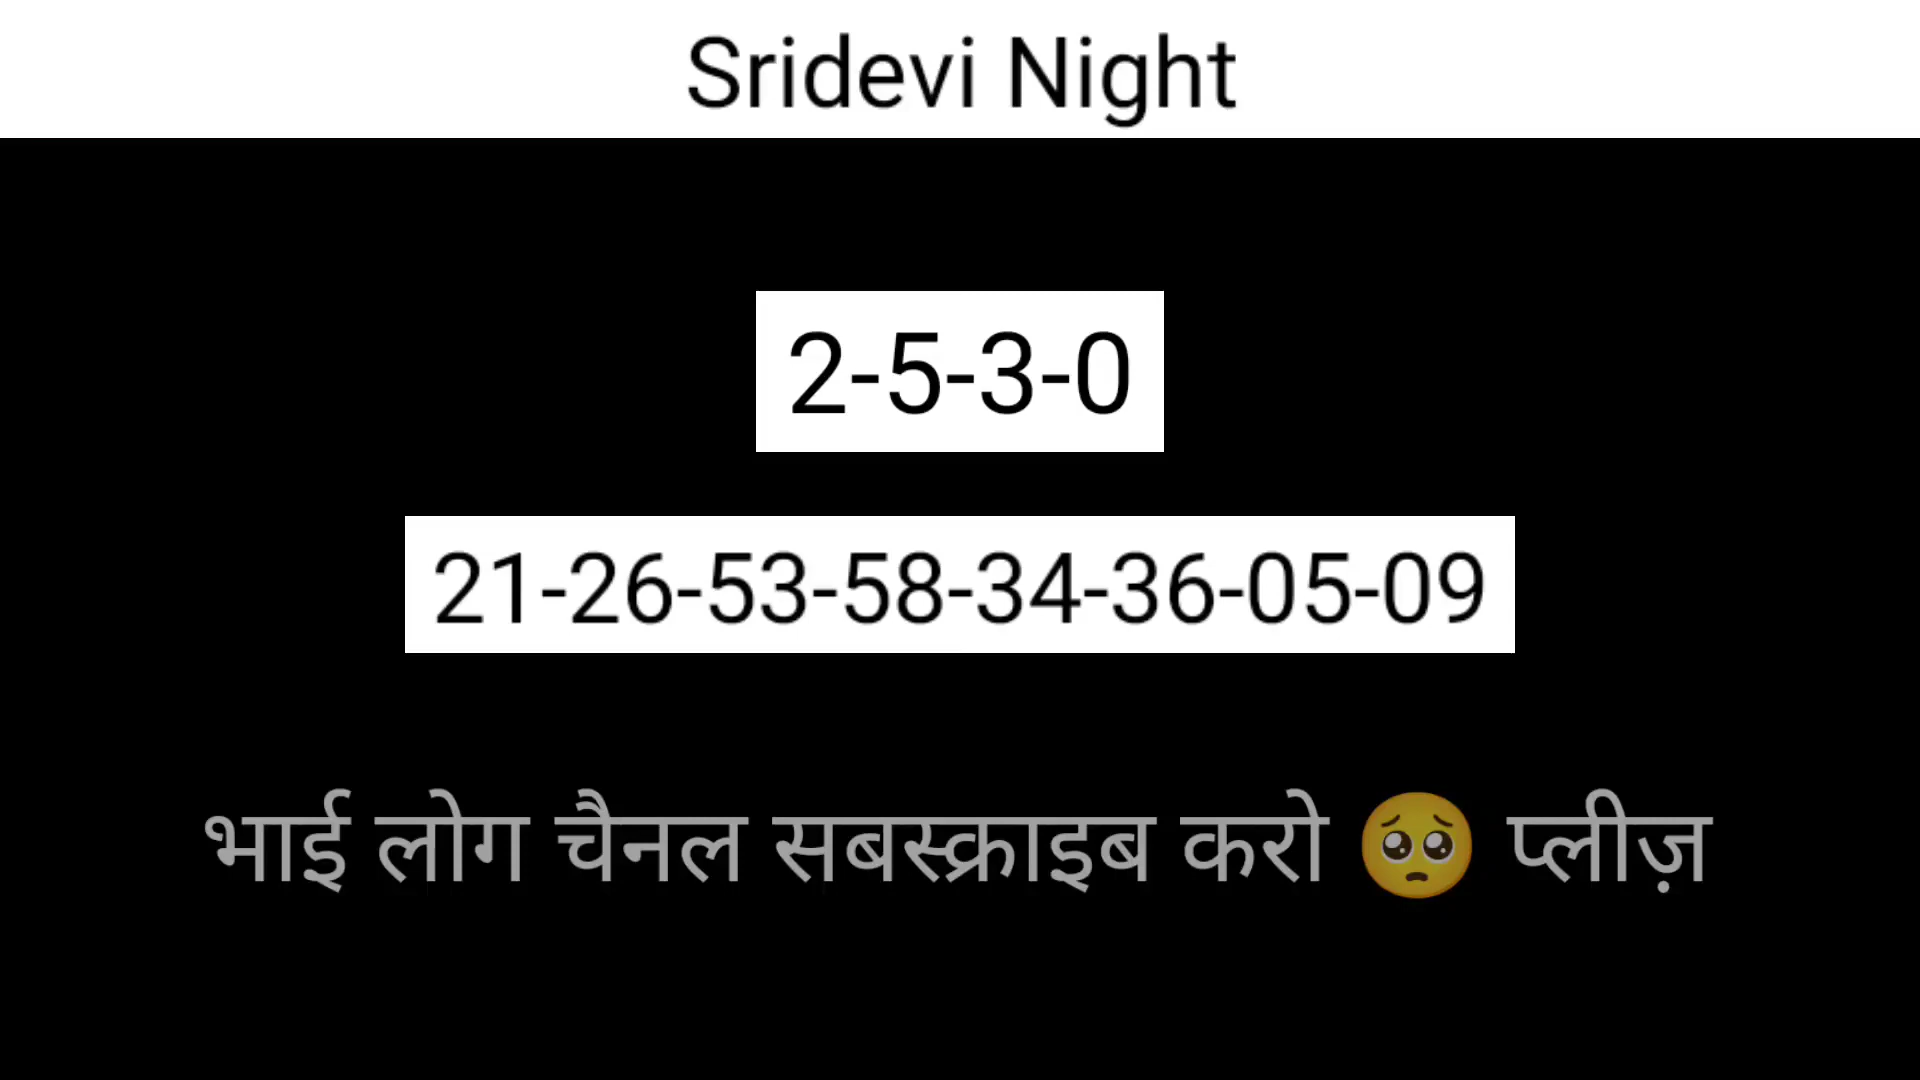 Sridevi Night
2-5-3-0
21-26-53-58-34-36-05-09
भाई लोग चैनल सबस्क्राइब करो 🥺 प्लीज़